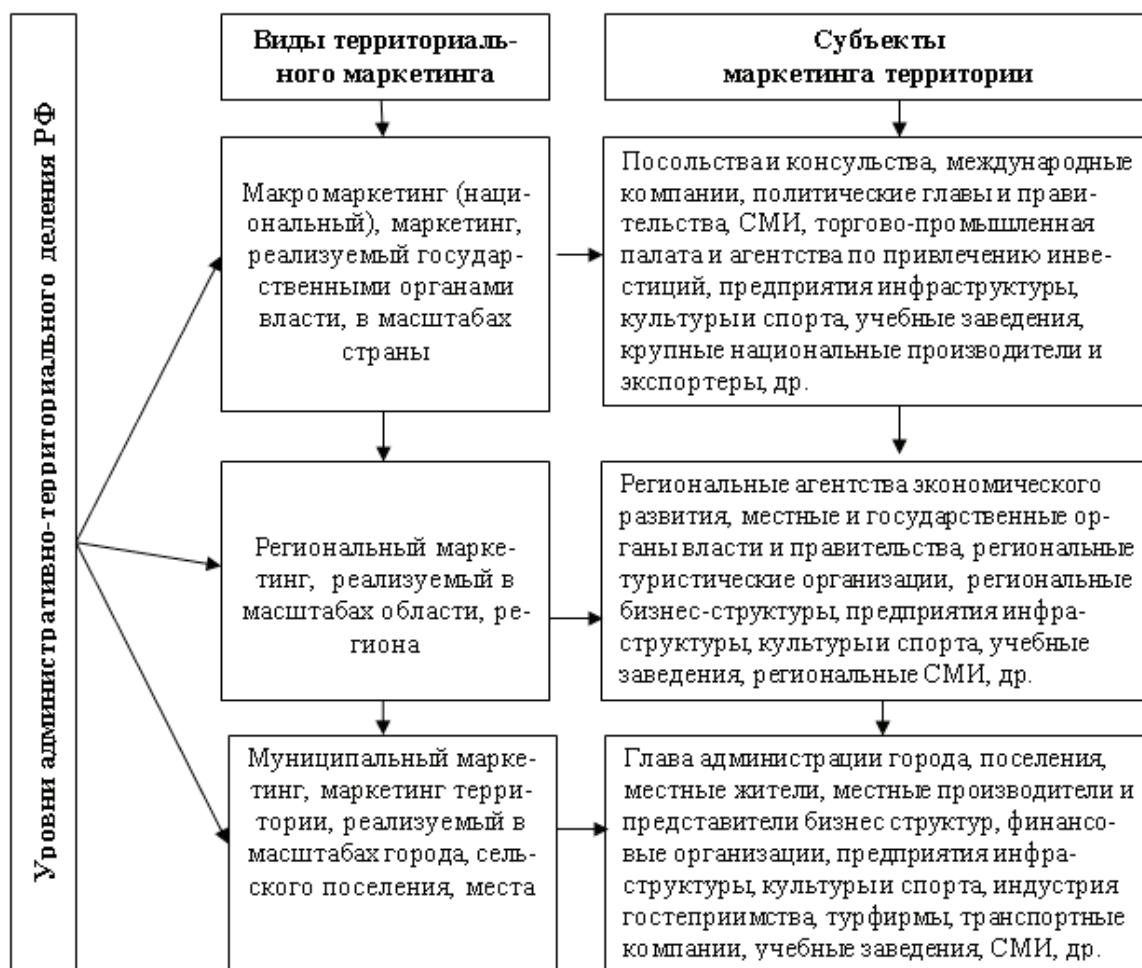 Уровни административно-территориального деления РФ
Виды территориаль-
ного маркетинга
Субъекты
маркетинга территории
Макромаркетинг (наци-
ональный), маркетинг,
реализуемый государ-
ственными органами
власти, в масштабах
страны
Посольства и консульства, международные
компании, политические главы и прави-
тельства, СМИ, торгово-промышленная
палата и агентства по привлечению инве-
стиций, предприятия инфраструктуры,
культуры и спорта, учебные заведения,
крупные национальные производители и
экспортеры, др.
Региональный марке-
тинг, реализуемый в
масштабах области, ре-
гиона
Региональные агентства экономического
развития, местные и государственные ор-
ганы власти и правительства, региональные
туристические организации, региональные
бизнес-структуры, предприятия инфра-
структуры, культуры и спорта, учебные
заведения, региональные СМИ, др.
Муниципальный марке-
тинг, маркетинг терри-
тории, реализуемый в
масштабах города, сель-
ского поселения, места
Глава администрации города, поселения,
местные жители, местные производители и
представители бизнес структур, финансо-
вые организации, предприятия инфра-
структуры, культуры и спорта, индустрия
гостеприимства, турфирмы, транспортные
компании, учебные заведения, СМИ, др.